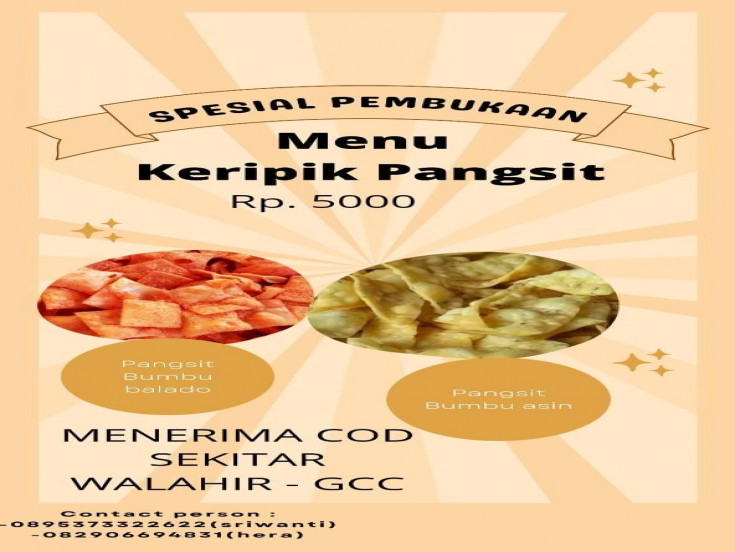 SPESIAL PEMBUKAAN
Menu
Keripik Pangsit
Rp. 5000
Pangsit
Bumbu
balado
Pangsit
Bumbu asin
MENERIMA COD
SEKITAR
WALAHIR - GCC
Contact person :
-0895373322622(sriwanti)
-082906694831(hera)